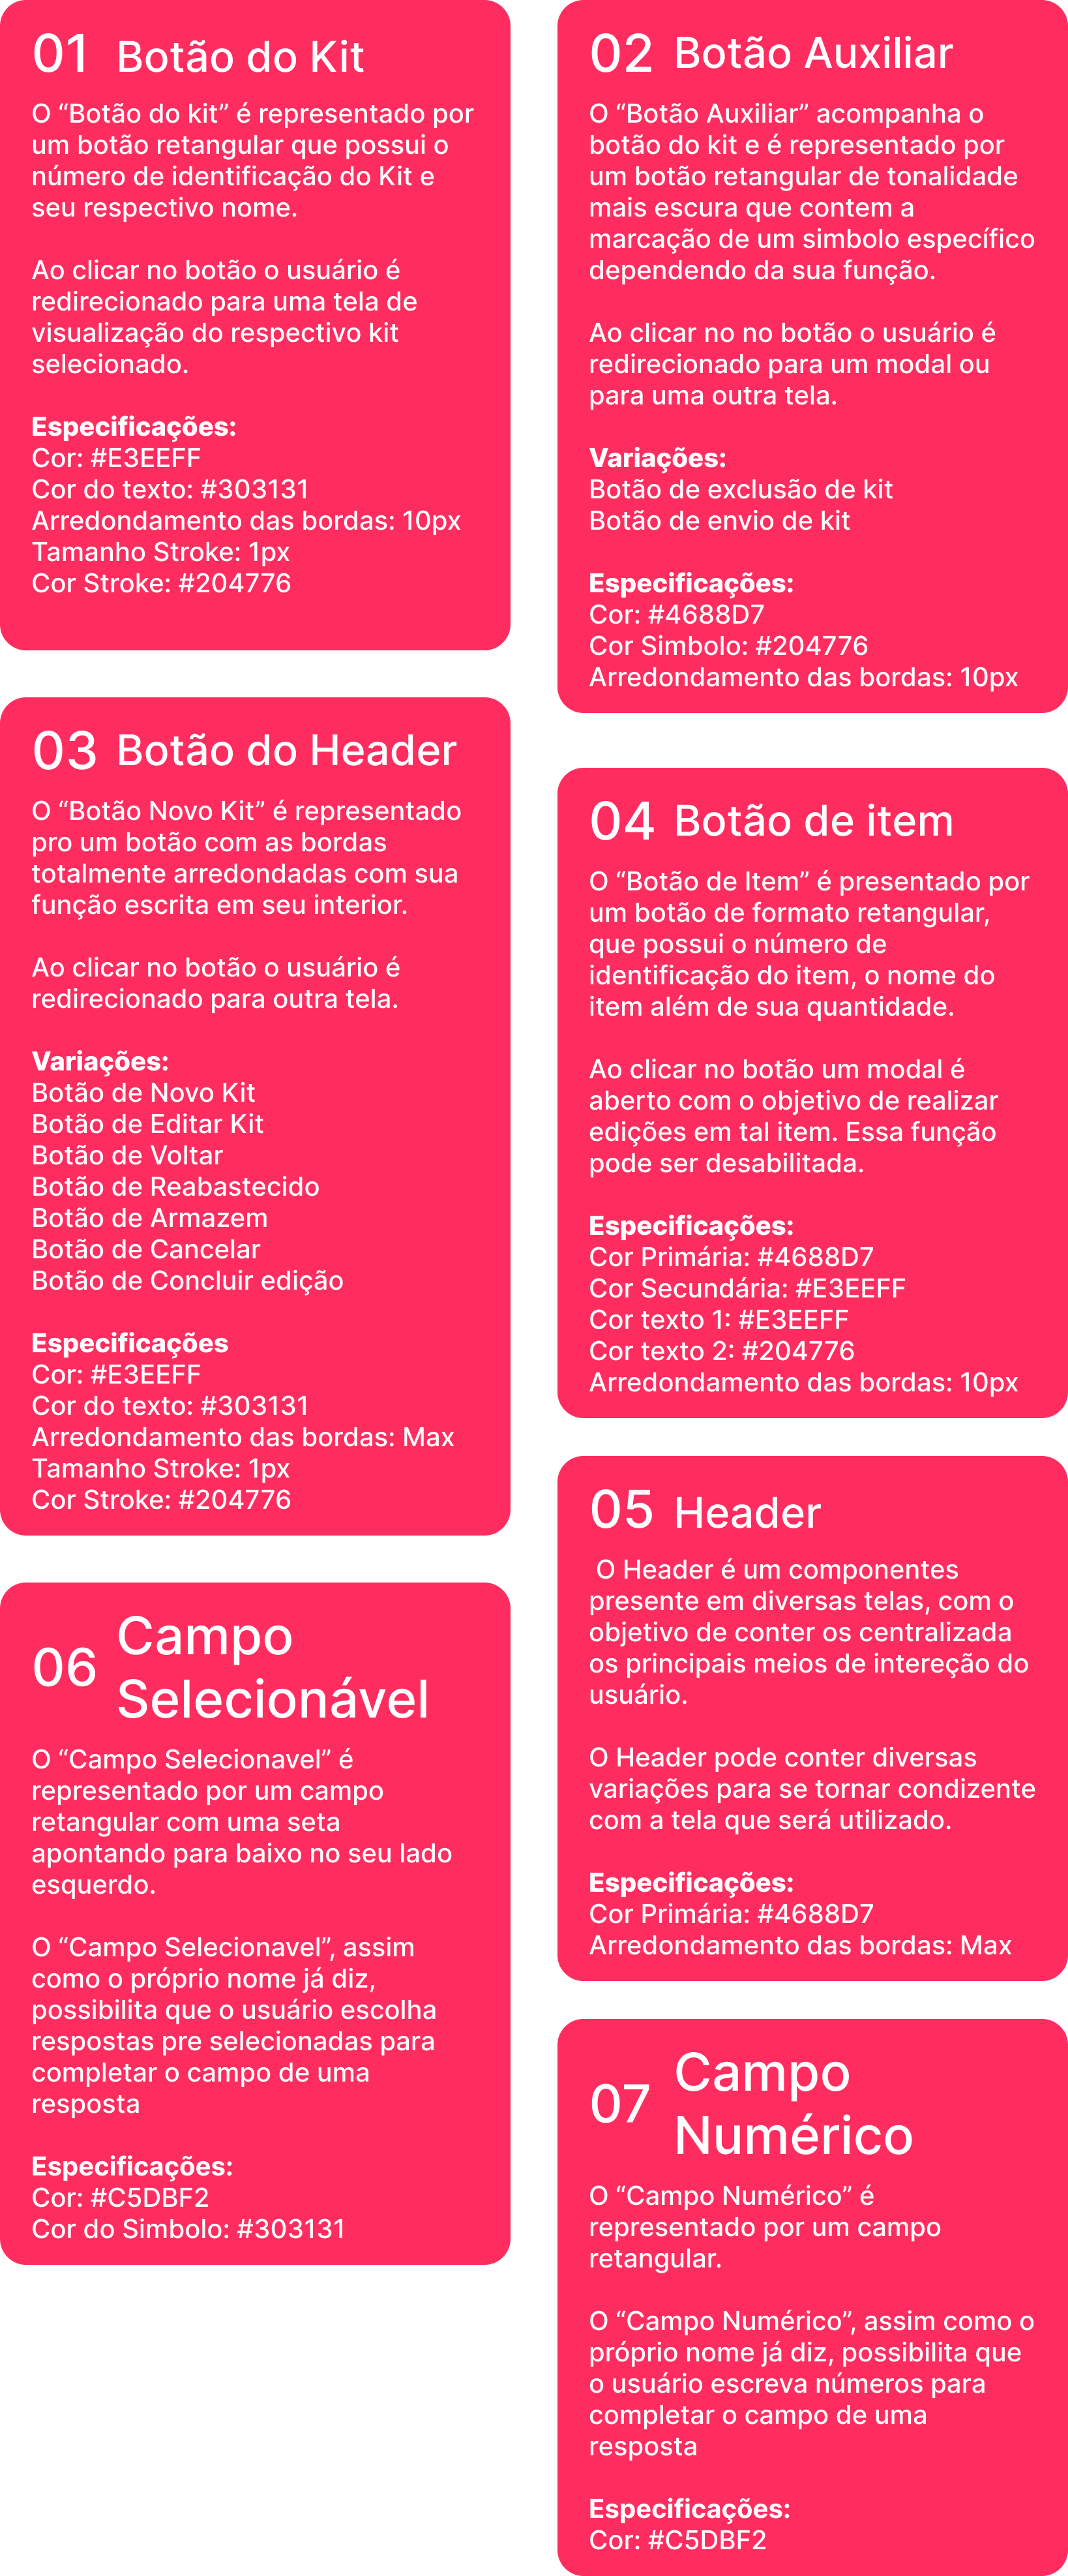 01 Botão do Kit
O “Botão do kit” é representado por
um botão retangular que possui o
número de identificação do Kit e
seu respectivo nome.
Ao clicar no botão o usuário é
redirecionado para uma tela de
visualização do respectivo kit
selecionado.
Especificações:
Cor: #E3EEFF
Cor do texto: #303131
Arredondamento das bordas: 10px
Tamanho Stroke: 1px
Cor Stroke: #204776
02 Botão Auxiliar
O “Botão Auxiliar” acompanha o
botão do kit e é representado por
um botão retangular de tonalidade
mais escura que contem a
marcação de um simbolo específico
dependendo da sua função.
Ao clicar no no botão o usuário é
redirecionado para um modal ou
para uma outra tela.
Variações:
Botão de exclusão de kit
Botão de envio de kit
Especificações:
Cor: #4688D7
Cor Simbolo: #204776
Arredondamento das bordas: 10px
03 Botão do Header
O “Botão Novo Kit” é representado
pro um botão com as bordas
totalmente arredondadas com sua
função escrita em seu interior.
Ao clicar no botão o usuário é
redirecionado para outra tela.
Variações:
Botão de Novo Kit
Botão de Editar Kit
Botão de Voltar
Botão de Reabastecido
Botão de Armazem
Botão de Cancelar
Botão de Concluir edição
Especificações
Cor: #E3EEFF
Cor do texto: #303131
Arredondamento das bordas: Max
Tamanho Stroke: 1px
Cor Stroke: #204776
04 Botão de item
O “Botão de Item” é presentado por
um botão de formato retangular,
que possui o número de
identificação do item, o nome do
item além de sua quantidade.
Ao clicar no botão um modal é
aberto com o objetivo de realizar
edições em tal item. Essa função
pode ser desabilitada.
Especificações:
Cor Primária: #4688D7
Cor Secundária: #E3EEFF
Cor texto 1: #E3EEFF
Cor texto 2: #204776
Arredondamento das bordas: 10px
05 Header
O Header é um componentes
presente em diversas telas, com o
objetivo de conter os centralizada
os principais meios de intereção do
usuário.
O Header pode conter diversas
variações para se tornar condizente
com a tela que será utilizado.
Especificações:
Cor Primária: #4688D7
Arredondamento das bordas: Max
06 Campo
Selecionável
O “Campo Selecionavel” é
representado por um campo
retangular com uma seta
apontando para baixo no seu lado
esquerdo.
O “Campo Selecionavel”, assim
como o próprio nome já diz,
possibilita que o usuário escolha
respostas pre selecionadas para
completar o campo de uma
resposta
Especificações:
Cor: #C5DBF2
Cor do Simbolo: #303131
07 Campo
Numérico
O “Campo Numérico” é
representado por um campo
retangular.
O “Campo Numérico”, assim como o
próprio nome já diz, possibilita que
o usuário escreva números para
completar o campo de uma
resposta
Especificações:
Cor: #C5DBF2